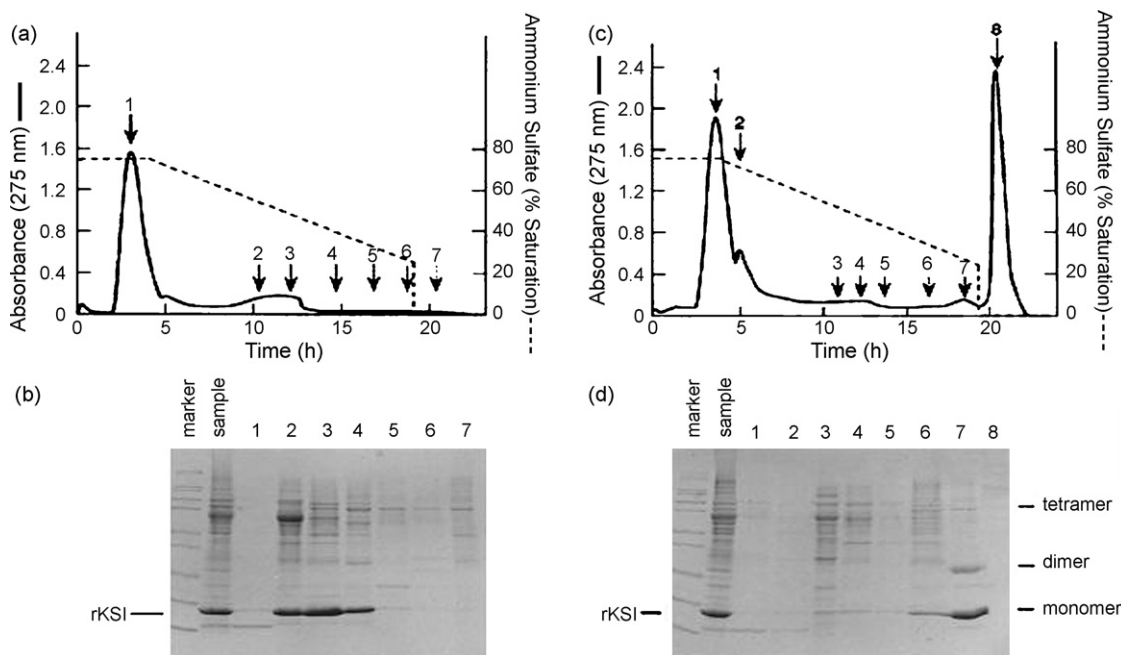 (a)
Absorbance (275 nm)
2.4
2.0
1.6
1.2
0.8
0.4
0
1
2 3 4 5 6 7
80
60
40
20
0
Ammonium Sulfate (% Saturation)
0 5 10 15 20
Time (h)
(c)
Absorbance (275 nm)
2.4
2.0
1.6
1.2
0.8
0.4
0
1
2
3 4 5 6 7
8
80
60
40
20
0
Ammonium Sulfate (% Saturation)
0 5 10 15 20
Time (h)
(b)
marker sample 1 2 3 4 5 6 7
rKSI
(d)
marker sample 1 2 3 4 5 6 7 8
tetramer
dimer
monomer
rKSI